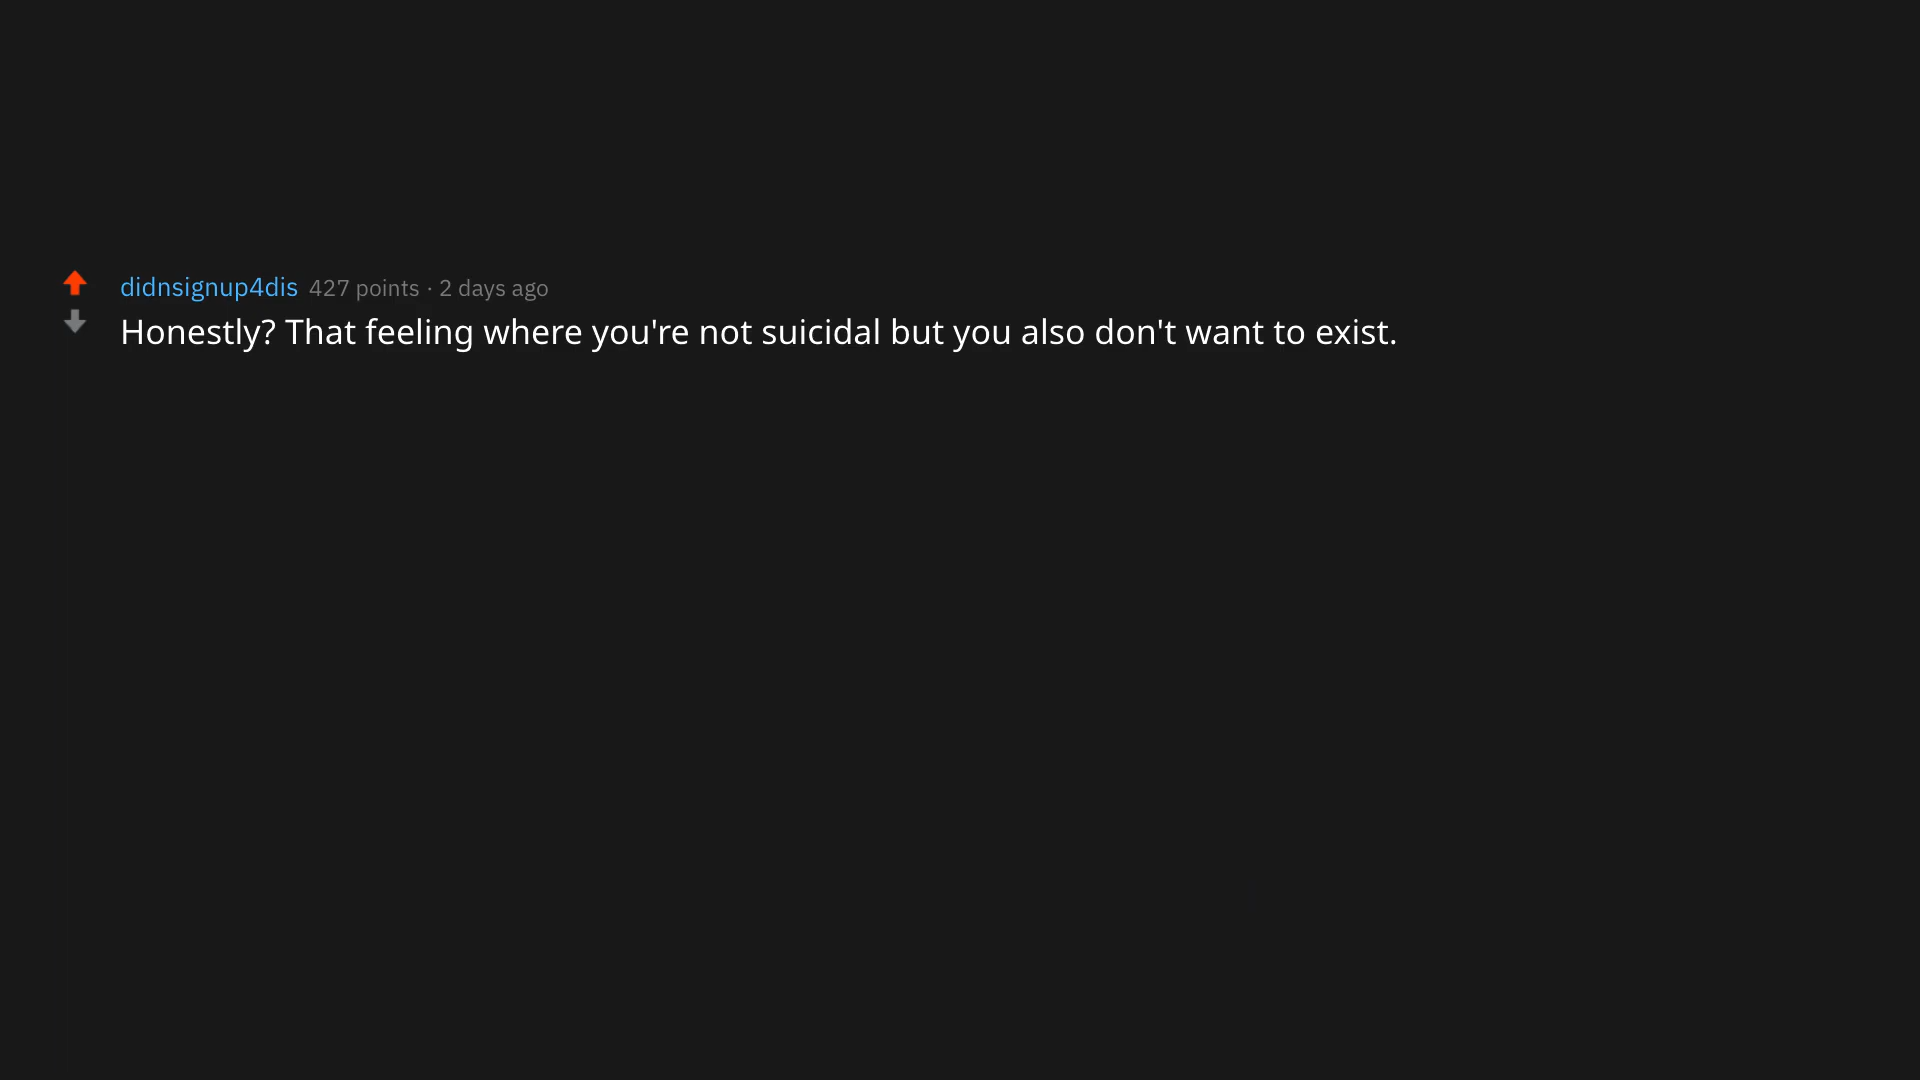 didnsignup4dis 427 points · 2 days ago
Honestly? That feeling where you're not suicidal but you also don't want to exist.